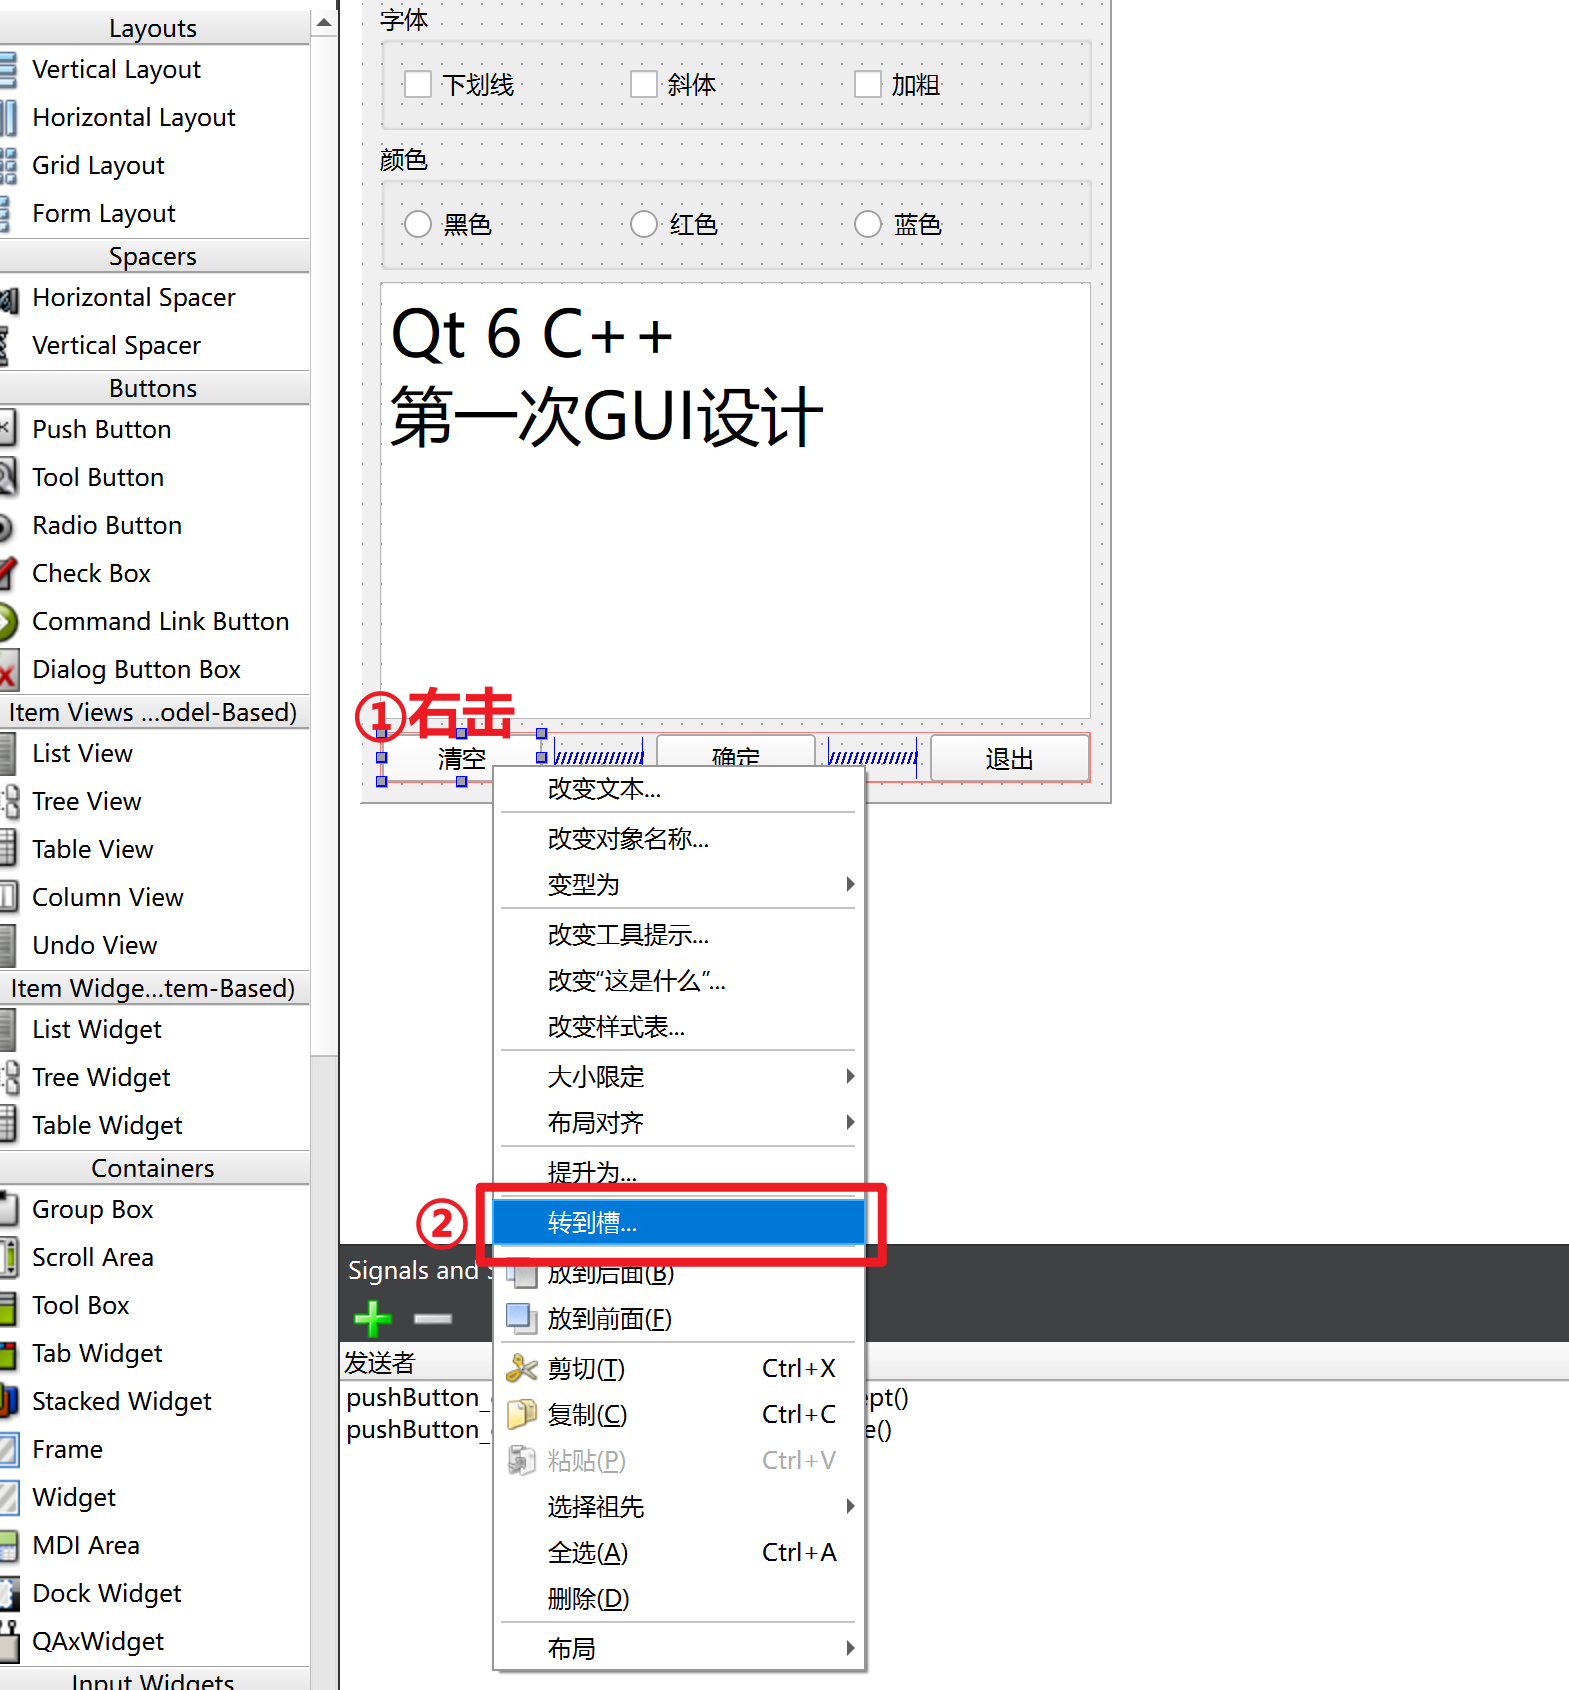 Layouts
Vertical Layout
Horizontal Layout
Grid Layout
Form Layout
Spacers
Horizontal Spacer
Vertical Spacer
Buttons
Push Button
Tool Button
Radio Button
Check Box
Command Link Button
Dialog Button Box
Item Views ...odel-Based)
List View
Tree View
Table View
Column View
Undo View
Item Widge...tem-Based)
List Widget
Tree Widget
Table Widget
Containers
Group Box
Scroll Area
Tool Box
Tab Widget
Stacked Widget
Frame
Widget
MDI Area
Dock Widget
QAxWidget
Input Widgets
字体
下划线 斜体 加粗
颜色
黑色 红色 蓝色
Qt 6 C++
第一次GUI设计
①右击
清空 确定 退出
改变文本...
改变对象名称...
变型为
改变工具提示...
改变“这是什么”...
改变样式表...
大小限定
布局对齐
提升为...
② 转到槽...
放到后面(B)
放到前面(F)
剪切(T) Ctrl+X
复制(C) Ctrl+C
粘贴(P) Ctrl+V
选择祖先
全选(A) Ctrl+A
删除(D)
布局
Signals and
发送者
pushButton_ ept()
pushButton_ e()